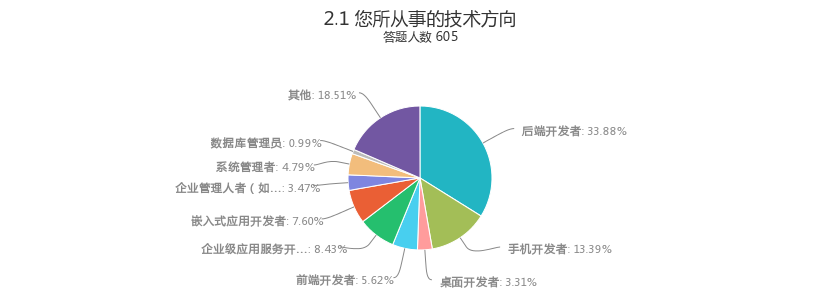 2.1 您所从事的技术方向
答题人数 605
其他: 18.51%
后端开发者: 33.88%
数据库管理员: 0.99%
系统管理者: 4.79%
企业管理人者 ( 如…: 3.47%
嵌入式应用开发者: 7.60%
企业级应用服务开…: 8.43%
手机开发者: 13.39%
前端开发者: 5.62%
桌面开发者: 3.31%